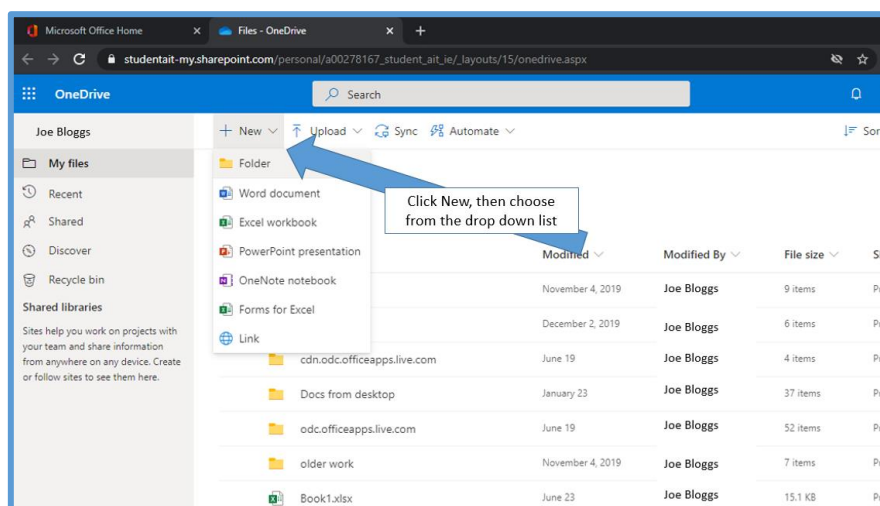 Microsoft Office Home
Files - OneDrive
studentait-my.sharepoint.com/personal/a00278167_student_ait_ie/_layouts/15/onedrive.aspx
OneDrive
Search
Joe Bloggs
New
Upload
Sync
Automate
My files
Recent
Shared
Discover
Recycle bin
Shared libraries
Sites help you work on projects with
your team and share information
from anywhere on any device. Create
or follow sites to see them here.
Folder
Word document
Excel workbook
PowerPoint presentation
OneNote notebook
Forms for Excel
Link
Click New, then choose
from the drop down list
Modified Modified By File size
November 4, 2019 Joe Bloggs 9 items
December 2, 2019 Joe Bloggs 6 items
cdn.odc.officeapps.live.com June 19 Joe Bloggs 4 items
Docs from desktop January 23 Joe Bloggs 37 items
odc.officeapps.live.com June 19 Joe Bloggs 52 items
older work November 4, 2019 Joe Bloggs 7 items
Book1.xlsx June 23 Joe Bloggs 15.1 KB